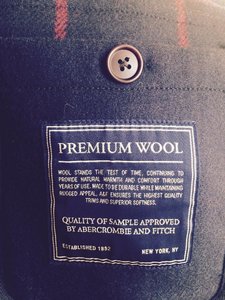 PREMIUM WOOL
WOOL STANDS THE TEST OF TIME, CONTINUING TO
PROVIDE NATURAL WARMTH AND COMFORT THROUGH
YEARS OF USE. MADE TO BE DURABLE WHILE MAINTAINING
RUGGED APPEAL, A&F ENSURES THE HIGHEST QUALITY
TRIMS AND SUPERIOR SOFTNESS.
QUALITY OF SAMPLE APPROVED
BY ABERCROMBIE AND FITCH
ESTABLISHED 1892 NEW YORK, NY